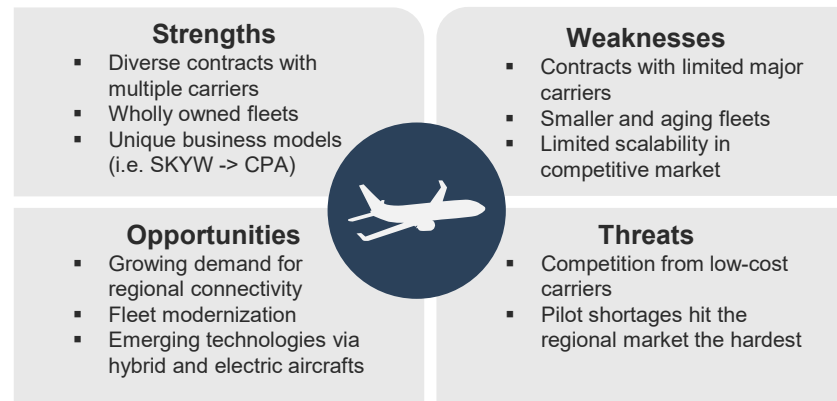 Strengths
▪ Diverse contracts with
multiple carriers
▪ Wholly owned fleets
▪ Unique business models
(i.e. SKYW -> CPA)
Weaknesses
▪ Contracts with limited major
carriers
▪ Smaller and aging fleets
▪ Limited scalability in
competitive market
Opportunities
▪ Growing demand for
regional connectivity
▪ Fleet modernization
▪ Emerging technologies via
hybrid and electric aircrafts
Threats
▪ Competition from low-cost
carriers
▪ Pilot shortages hit the
regional market the hardest